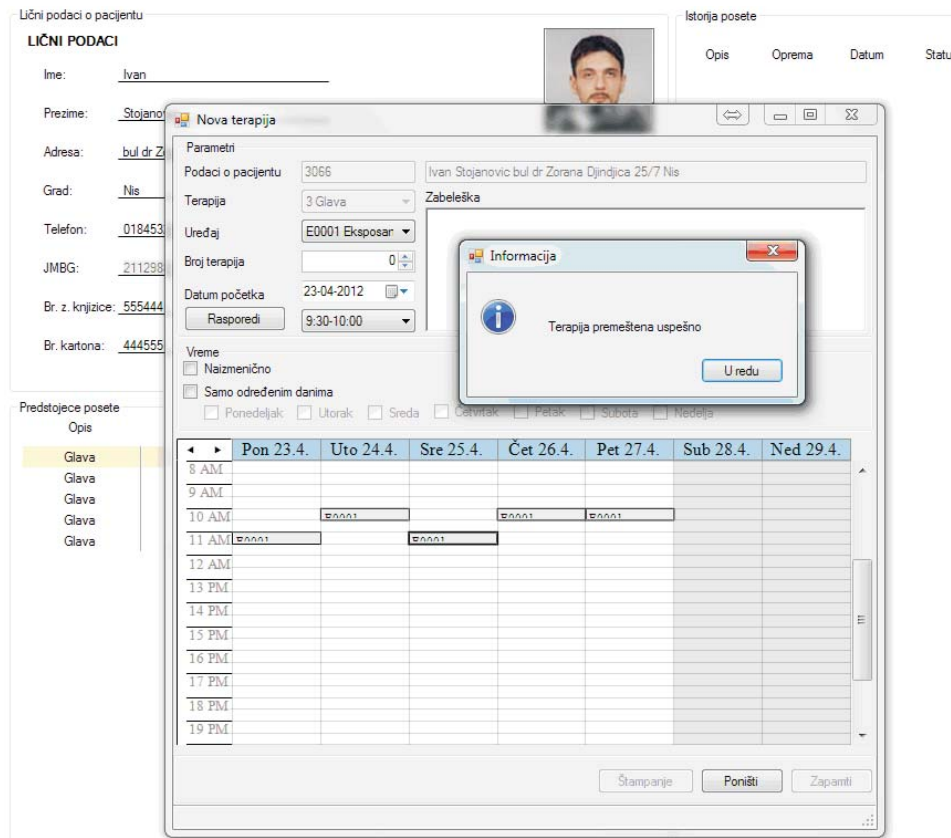 Lični podaci o pacijentu
Istorija posete
LIČNI PODACI
Opis Oprema Datum
Ime: Ivan
Prezime:
Nova terapija
Adresa: bul dr
Parametri
Podaci o pacijentu 3066 Ivan Stojanovic bul dr Zorana Djindjica 25/7 Nis
Grad: Nis
Terapija 3 Glava Zabeleška
Telefon: 018453
Uređaj E0001 Eksposan
Informacija
Broj terapija 0
JMBG: 211298
Datum početka 23-04-2012
Br. z. knjizice: 555444
Rasporedi 9:30-10:00
Terapija premeštena uspešno
Br. kartona: 444555
U redu
Vreme
Naizmenično
Samo određenim danima
Ponedeljak Utorak Sreda Četvrtak Petak Subota Nedelja
Predstojece posete
Opis
Glava
Glava
Glava
Glava
Glava
Pon 23.4. Uto 24.4. Sre 25.4. Čet 26.4. Pet 27.4. Sub 28.4. Ned 29.4.
8 AM
9 AM
10 AM E0001 E0001 E0001
11 AM E0001 E0001
12 AM
13 PM
14 PM
15 PM
16 PM
17 PM
18 PM
19 PM
Štampanje Poništi Zapamti